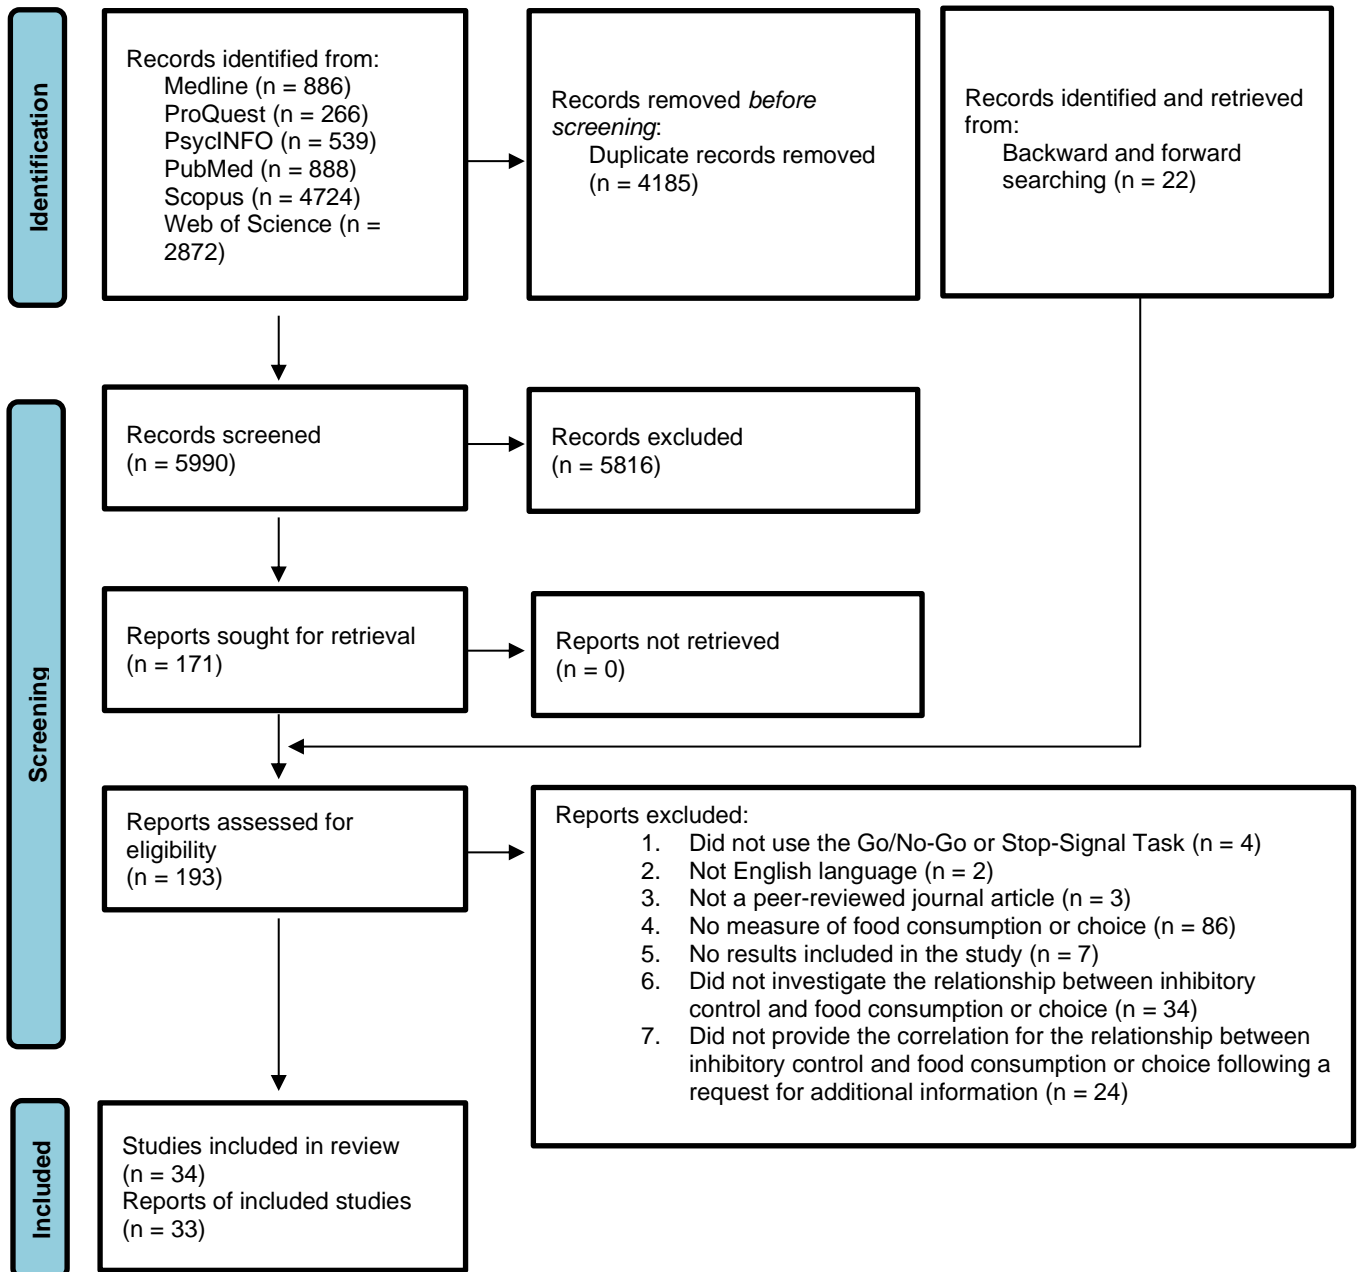 Identification
Records identified from:
Medline (n = 886)
ProQuest (n = 266)
PsycINFO (n = 539)
PubMed (n = 888)
Scopus (n = 4724)
Web of Science (n =
2872)
Records removed before
screening:
Duplicate records removed
(n = 4185)
Records identified and retrieved
from:
Backward and forward
searching (n = 22)
Screening
Records screened
(n = 5990)
Records excluded
(n = 5816)
Reports sought for retrieval
(n = 171)
Reports not retrieved
(n = 0)
Reports assessed for
eligibility
(n = 193)
Reports excluded:
1. Did not use the Go/No-Go or Stop-Signal Task (n = 4)
2. Not English language (n = 2)
3. Not a peer-reviewed journal article (n = 3)
4. No measure of food consumption or choice (n = 86)
5. No results included in the study (n = 7)
6. Did not investigate the relationship between inhibitory
control and food consumption or choice (n = 34)
7. Did not provide the correlation for the relationship between
inhibitory control and food consumption or choice following a
request for additional information (n = 24)
Included
Studies included in review
(n = 34)
Reports of included studies
(n = 33)